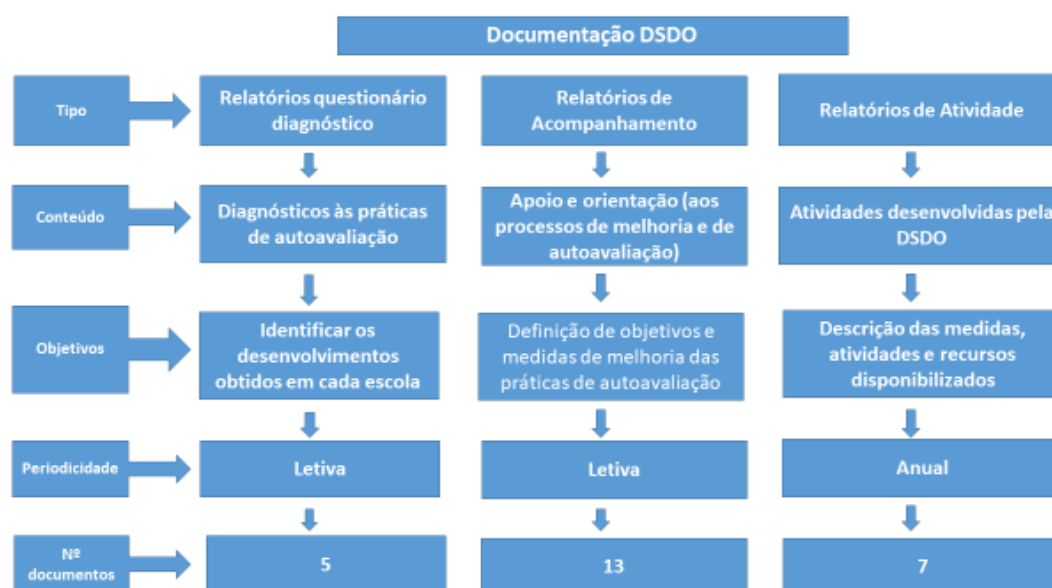 Documentação DSDO
Tipo
Relatórios questionário
diagnóstico
Relatórios de
Acompanhamento
Relatórios de Atividade
Conteúdo
Diagnósticos às práticas
de autoavaliação
Apoio e orientação (aos
processos de melhoria e de
autoavaliação)
Atividades desenvolvidas pela
DSDO
Objetivos
Identificar os
desenvolvimentos
obtidos em cada escola
Definição de objetivos e
medidas de melhoria das
práticas de autoavaliação
Descrição das medidas,
atividades e recursos
disponibilizados
Periodicidade
Letiva
Letiva
Anual
Nº
documentos
5
13
7